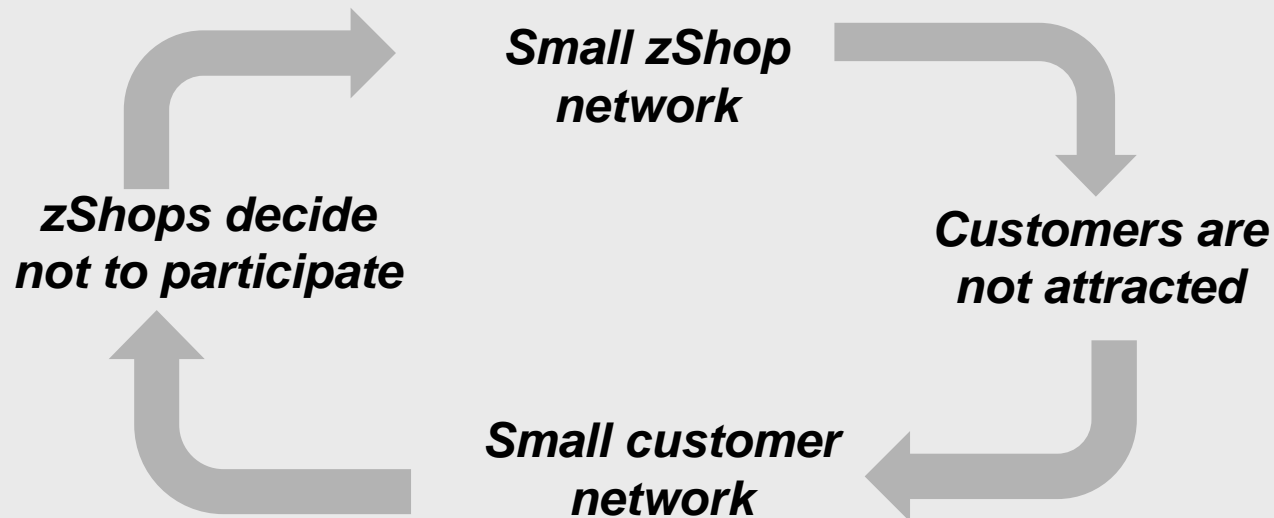 Small zShop
network
zShops decide
not to participate
Customers are
not attracted
Small customer
network